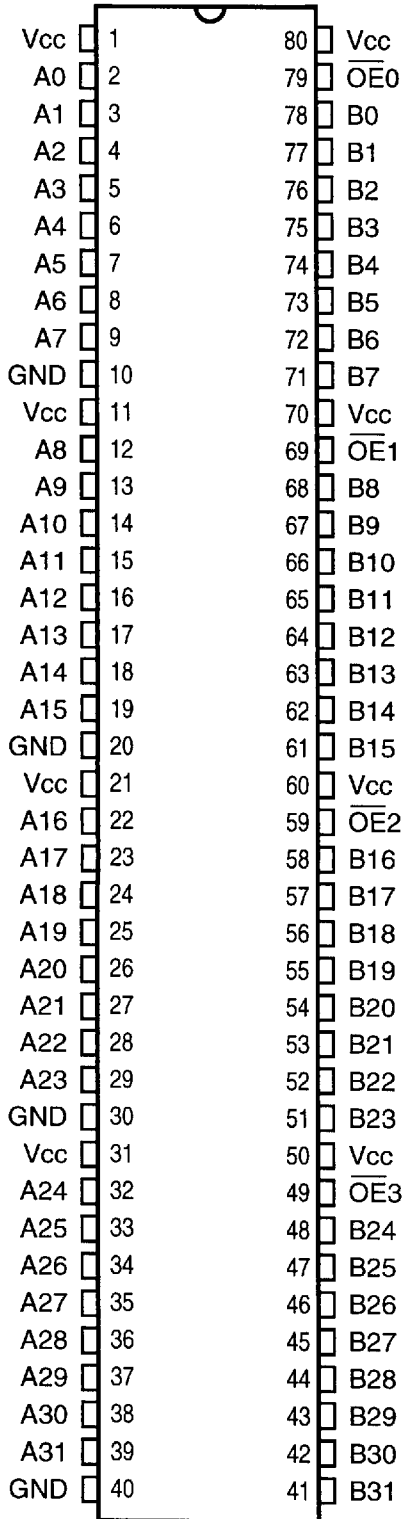 Vcc 1 80 Vcc
A0 2 79 O̅E̅0
A1 3 78 B0
A2 4 77 B1
A3 5 76 B2
A4 6 75 B3
A5 7 74 B4
A6 8 73 B5
A7 9 72 B6
GND 10 71 B7
Vcc 11 70 Vcc
A8 12 69 O̅E̅1
A9 13 68 B8
A10 14 67 B9
A11 15 66 B10
A12 16 65 B11
A13 17 64 B12
A14 18 63 B13
A15 19 62 B14
GND 20 61 B15
Vcc 21 60 Vcc
A16 22 59 O̅E̅2
A17 23 58 B16
A18 24 57 B17
A19 25 56 B18
A20 26 55 B19
A21 27 54 B20
A22 28 53 B21
A23 29 52 B22
GND 30 51 B23
Vcc 31 50 Vcc
A24 32 49 O̅E̅3
A25 33 48 B24
A26 34 47 B25
A27 35 46 B26
A28 36 45 B27
A29 37 44 B28
A30 38 43 B29
A31 39 42 B30
GND 40 41 B31